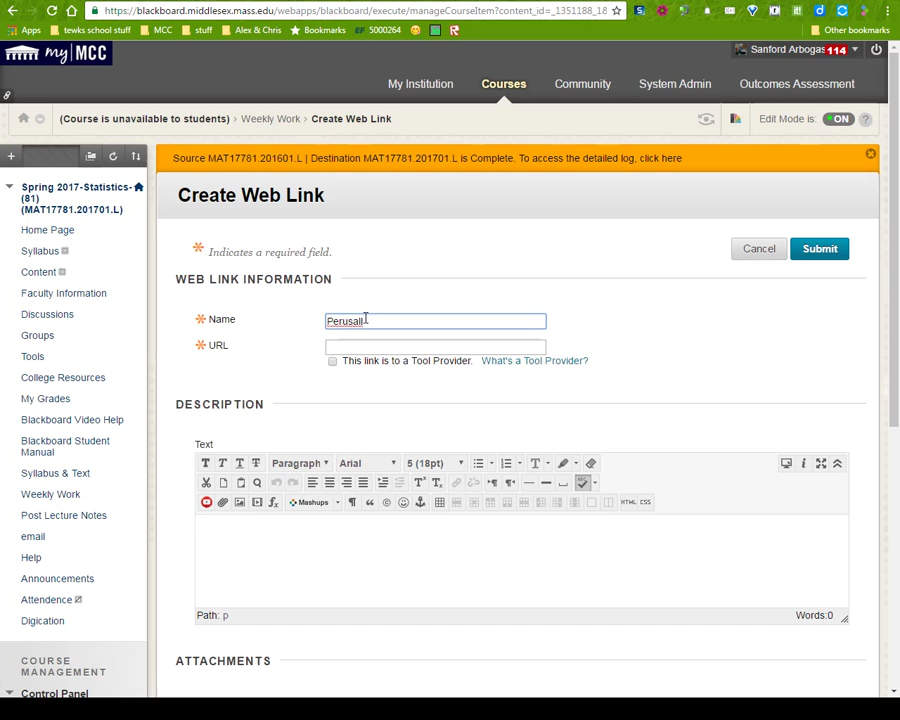 https://blackboard.middlesex.mass.edu/webapps/blackboard/execute/manageCourseItem?content_id=_1351188_18
Apps tewks school stuff MCC stuff Alex & Chris Bookmarks EF 5000264 Other bookmarks
my MCC
Sanford Arbogas 114
My Institution Courses Community System Admin Outcomes Assessment
(Course is unavailable to students) Weekly Work Create Web Link Edit Mode is: ON ?
Source MAT17781.201601.L | Destination MAT17781.201701.L is Complete. To access the detailed log, click here
Spring 2017-Statistics-
(81)
(MAT17781.201701.L)
Home Page
Syllabus
Content
Faculty Information
Discussions
Groups
Tools
College Resources
My Grades
Blackboard Video Help
Blackboard Student
Manual
Syllabus & Text
Weekly Work
Post Lecture Notes
email
Help
Announcements
Attendence
Digication
COURSE
MANAGEMENT
Control Panel
Create Web Link
Indicates a required field.
Cancel Submit
WEB LINK INFORMATION
Name Perusall
URL
This link is to a Tool Provider. What's a Tool Provider?
DESCRIPTION
Text
T T T T Paragraph Arial 5 (18pt) T
Mashups HTML CSS
Path: p Words:0
ATTACHMENTS